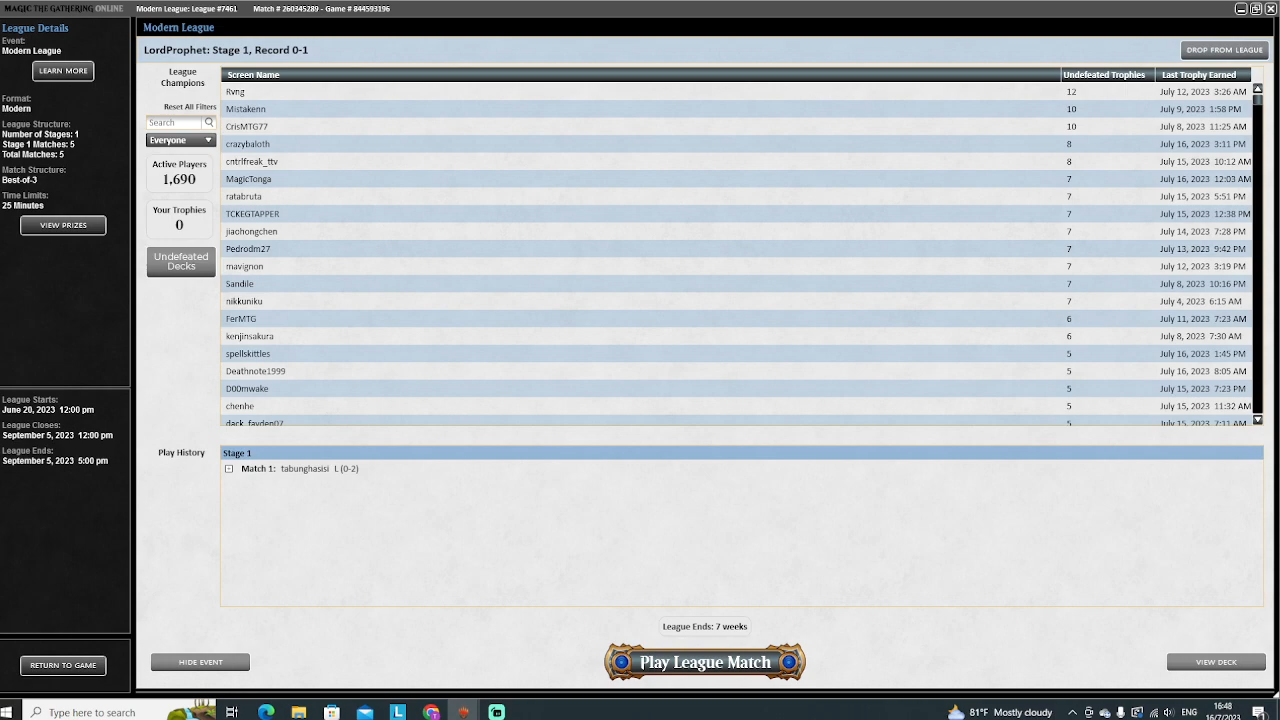 MAGIC THE GATHERING ONLINE Modern League: League #7461 Match # 260345289 - Game # 844593196
League Details
Event:
Modern League
LEARN MORE
Format:
Modern
League Structure:
Number of Stages: 1
Stage 1 Matches: 5
Total Matches: 5
Match Structure:
Best-of-3
Time Limits:
25 Minutes
VIEW PRIZES
League Starts:
June 20, 2023 12:00 pm
League Closes:
September 5, 2023 12:00 pm
League Ends:
September 5, 2023 5:00 pm
RETURN TO GAME
Modern League
LordProphet: Stage 1, Record 0-1
DROP FROM LEAGUE
League
Champions
Reset All Filters
Search
Everyone
Active Players
1,690
Your Trophies
0
Undefeated
Decks
Screen Name Undefeated Trophies Last Trophy Earned
Rvng 12 July 12, 2023 3:26 AM
Mistakenn 10 July 9, 2023 1:58 PM
CrisMTG77 10 July 8, 2023 11:25 AM
crazybaloth 8 July 16, 2023 3:11 PM
cntrlfreak_ttv 8 July 15, 2023 10:12 AM
MagicTonga 7 July 16, 2023 12:03 AM
ratabruta 7 July 15, 2023 5:51 PM
TCKEGTAPPER 7 July 15, 2023 12:38 PM
jiaohongchen 7 July 14, 2023 7:28 PM
Pedrodm27 7 July 13, 2023 9:42 PM
mavignon 7 July 12, 2023 3:19 PM
Sandile 7 July 8, 2023 10:16 PM
nikkuniku 7 July 4, 2023 6:15 AM
FerMTG 6 July 11, 2023 7:23 AM
kenjinsakura 6 July 8, 2023 7:30 AM
spellskittles 5 July 16, 2023 1:45 PM
Deathnote1999 5 July 16, 2023 8:05 AM
D00mwake 5 July 15, 2023 7:23 PM
chenhe 5 July 15, 2023 11:32 AM
dack_fayden07 5 July 15, 2023 7:11 AM
Play History
Stage 1
Match 1: tabunghasisi L (0-2)
League Ends: 7 weeks
HIDE EVENT
Play League Match
VIEW DECK
Type here to search
81°F Mostly cloudy
ENG
16:48
16/7/2023